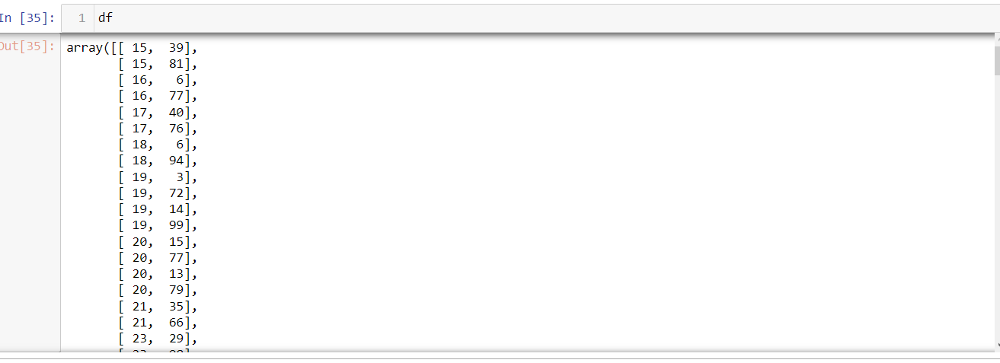 In [35]: 1 df
Out[35]: array([[ 15,  39],
[ 15,  81],
[ 16,   6],
[ 16,  77],
[ 17,  40],
[ 17,  76],
[ 18,   6],
[ 18,  94],
[ 19,   3],
[ 19,  72],
[ 19,  14],
[ 19,  99],
[ 20,  15],
[ 20,  77],
[ 20,  13],
[ 20,  79],
[ 21,  35],
[ 21,  66],
[ 23,  29],